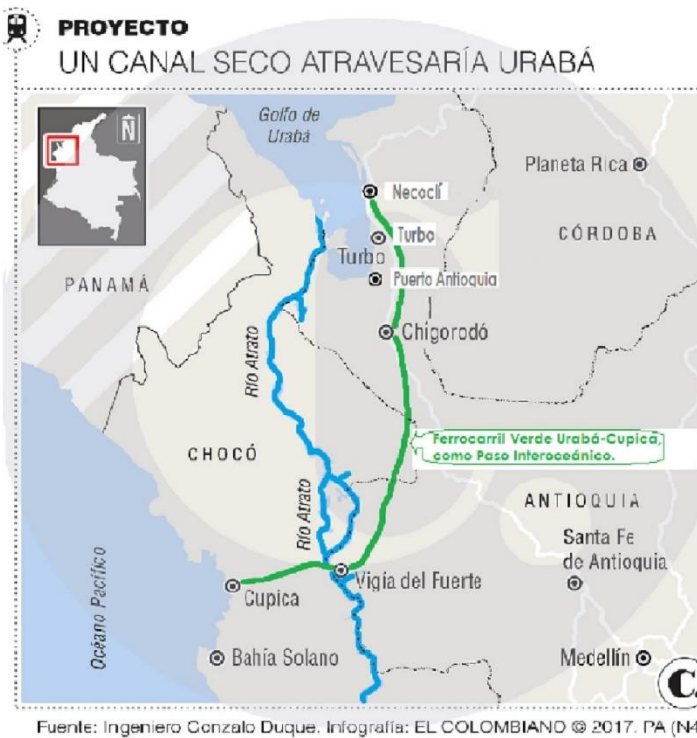 PROYECTO
UN CANAL SECO ATRAVESARÍA URABÁ
N
Golfo de
Urabá
Planeta Rica
Necoclí
Turbo
CÓRDOBA
Turbo
PANAMÁ
Puerto Antioquia
Chigorodó
Río Atrato
Ferrocarril Verde Urabá-Cupica,
como Paso Interoceánico.
CHOCÓ
ANTIOQUIA
Río Atrato
Santa Fe
de Antioquia
Vigía del Fuerte
Cupica
Océano Pacífico
Bahía Solano
Medellín
C
Fuente: Ingeniero Gonzalo Duque. Infografía: EL COLOMBIANO © 2017. PA (N4